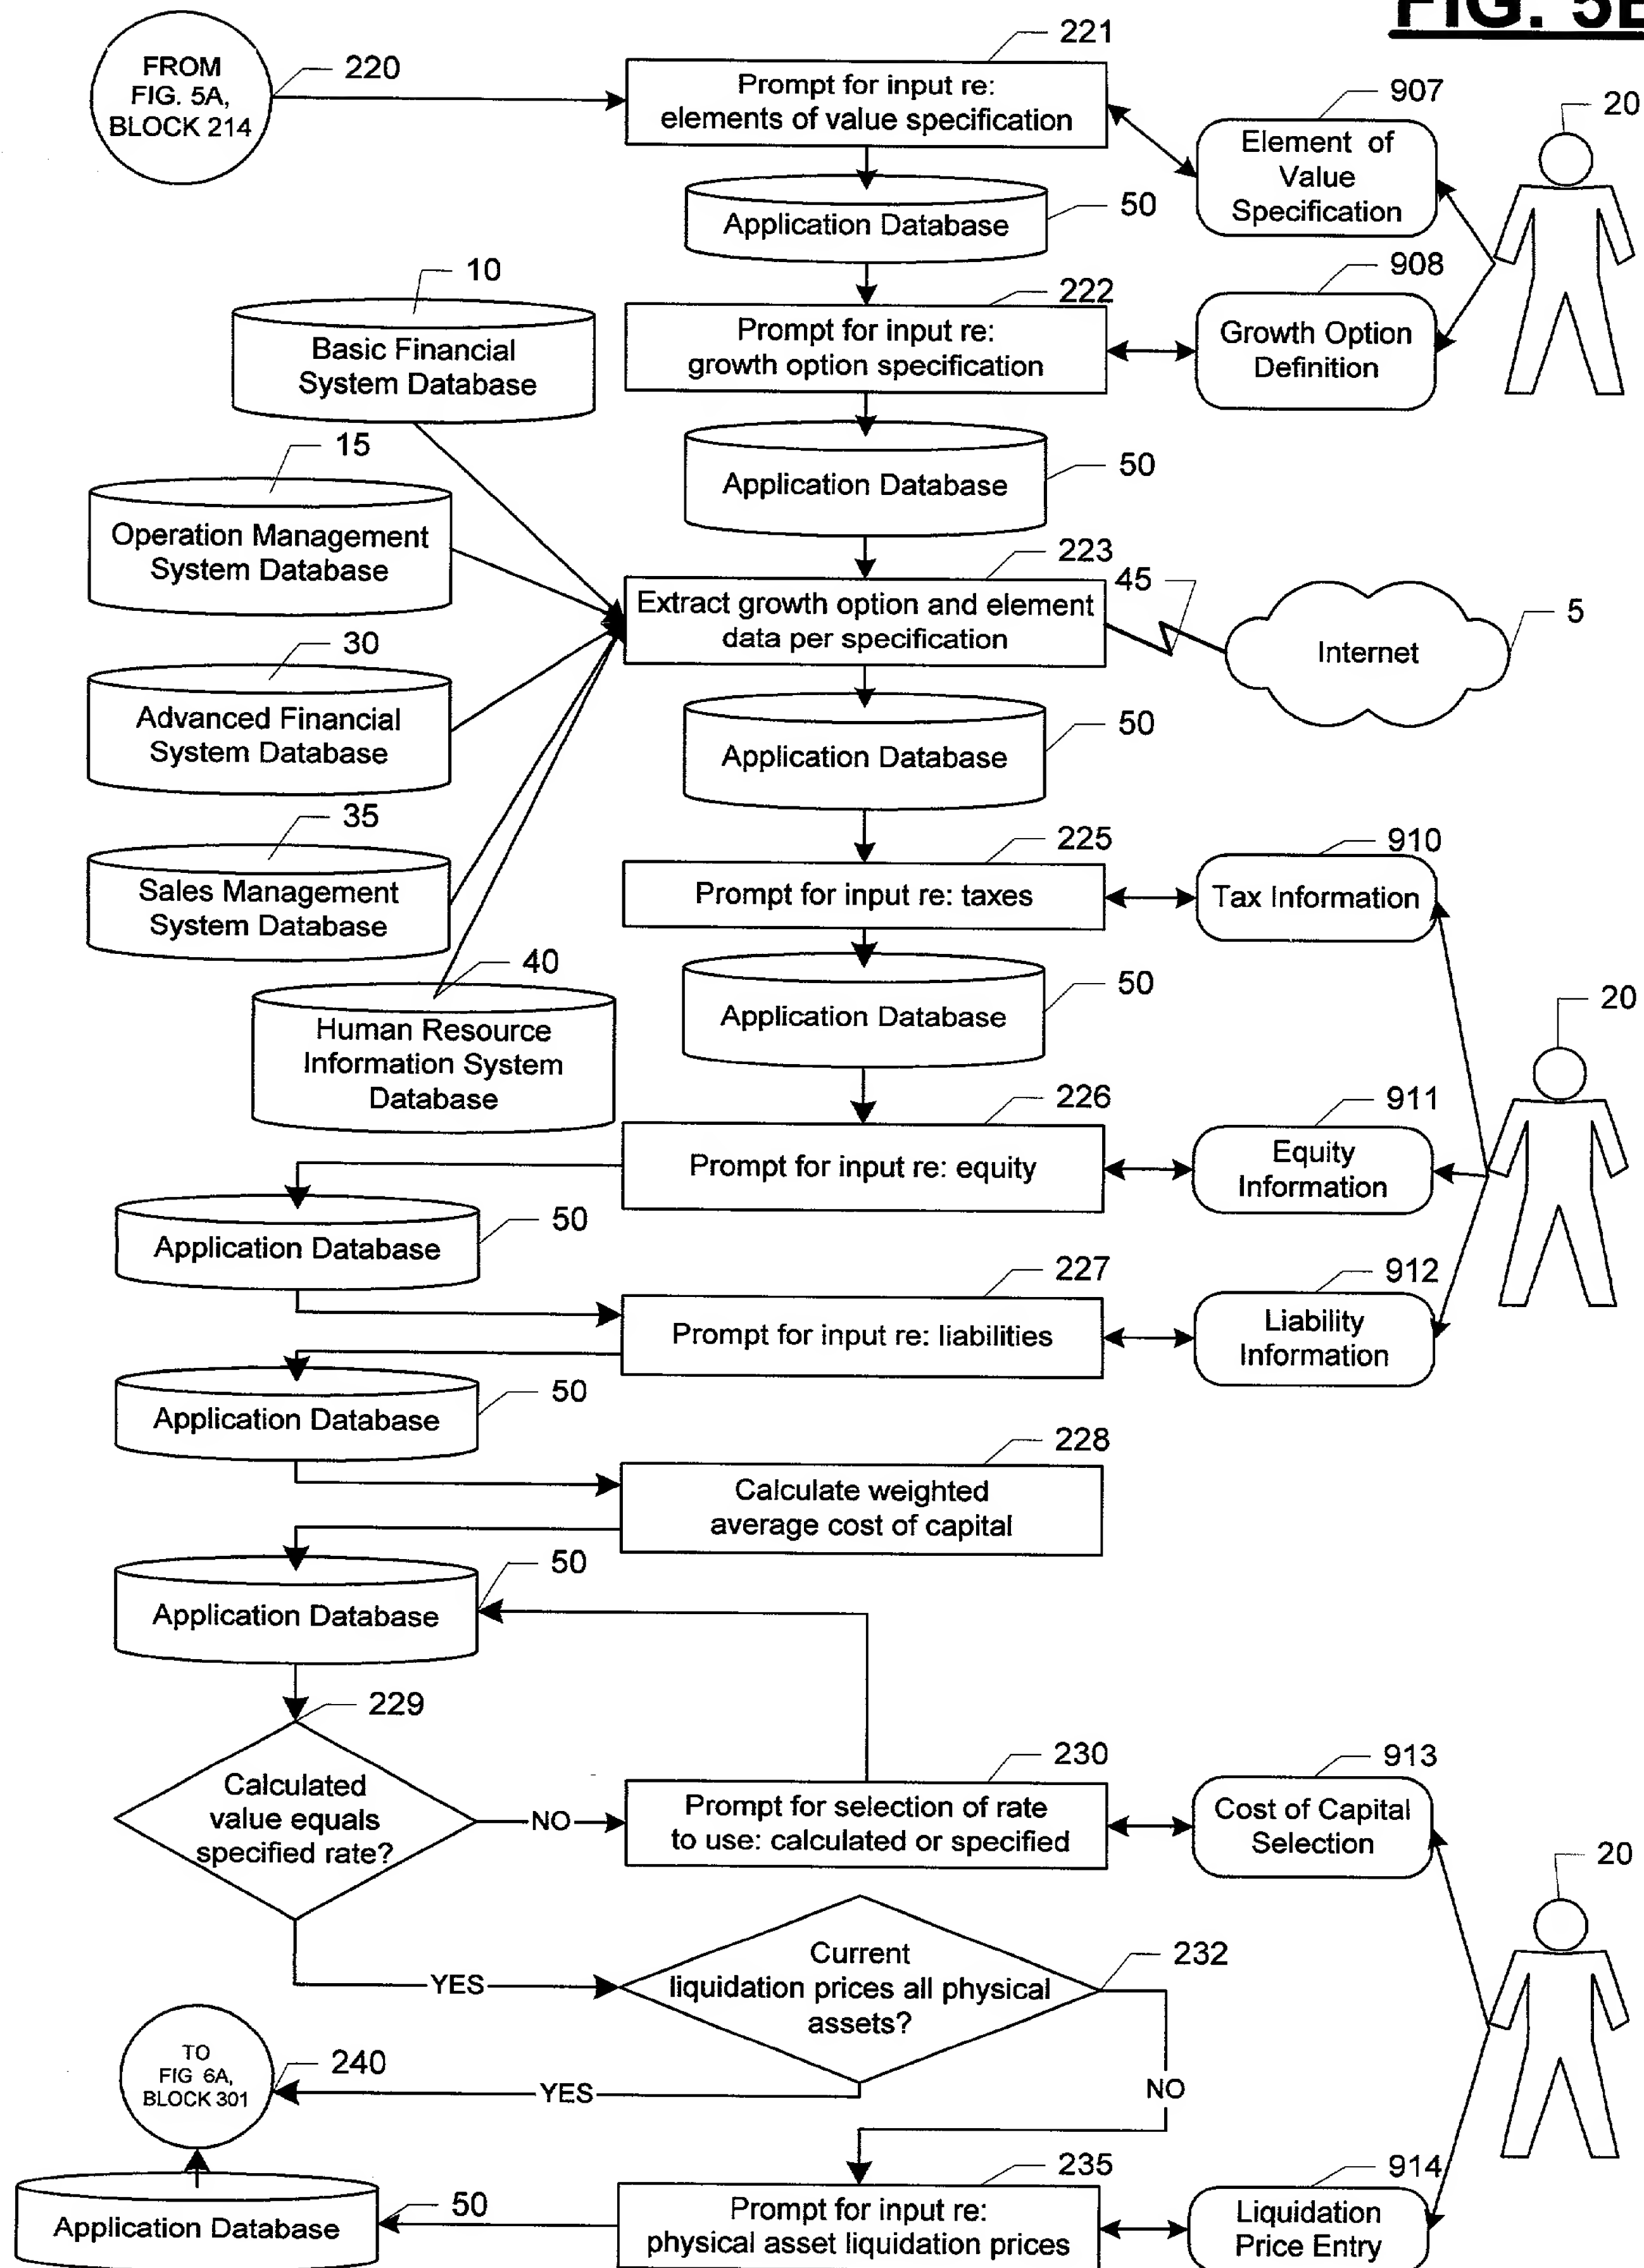 FIG. 5B
FROM
FIG. 5A,
BLOCK 214
220
221
Prompt for input re:
elements of value specification
907
Element of
Value
Specification
20
Application Database
50
10
Basic Financial
System Database
222
Prompt for input re:
growth option specification
908
Growth Option
Definition
15
Operation Management
System Database
Application Database
50
223
Extract growth option and element
data per specification
45
Internet
5
30
Advanced Financial
System Database
Application Database
50
35
Sales Management
System Database
225
Prompt for input re: taxes
910
Tax Information
40
Human Resource
Information System
Database
Application Database
50
20
226
Prompt for input re: equity
911
Equity
Information
Application Database
50
227
Prompt for input re: liabilities
912
Liability
Information
Application Database
50
228
Calculate weighted
average cost of capital
Application Database
50
229
Calculated
value equals
specified rate?
NO
230
Prompt for selection of rate
to use: calculated or specified
913
Cost of Capital
Selection
20
YES
Current
liquidation prices all physical
assets?
232
TO
FIG 6A,
BLOCK 301
240
YES
NO
235
Prompt for input re:
physical asset liquidation prices
914
Liquidation
Price Entry
Application Database
50